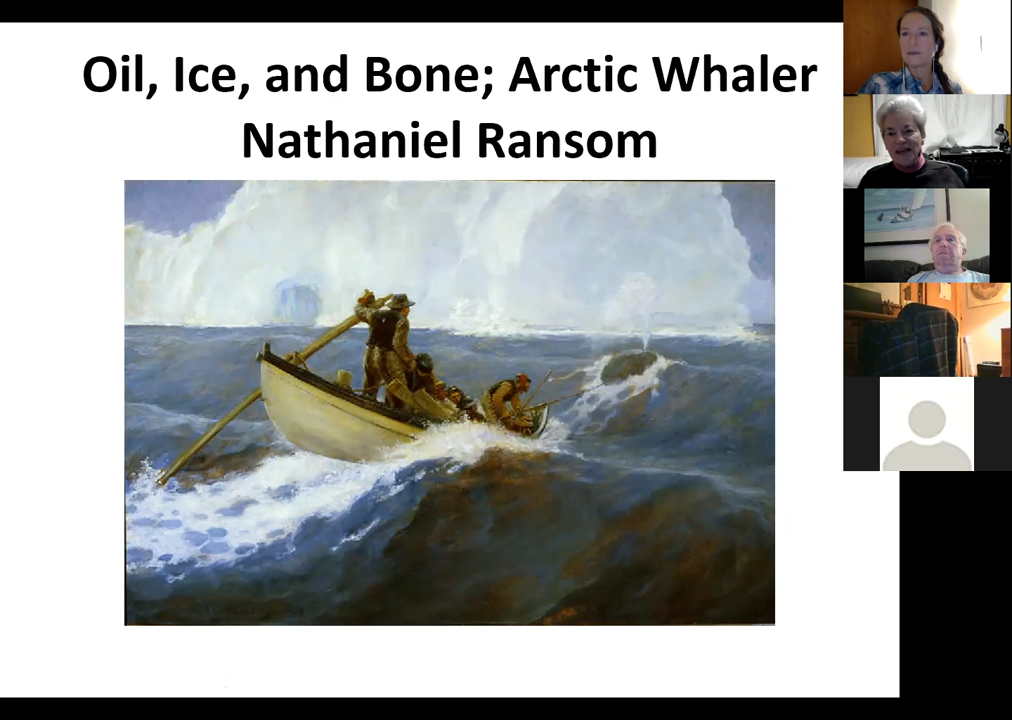 Oil, Ice, and Bone; Arctic Whaler
Nathaniel Ransom